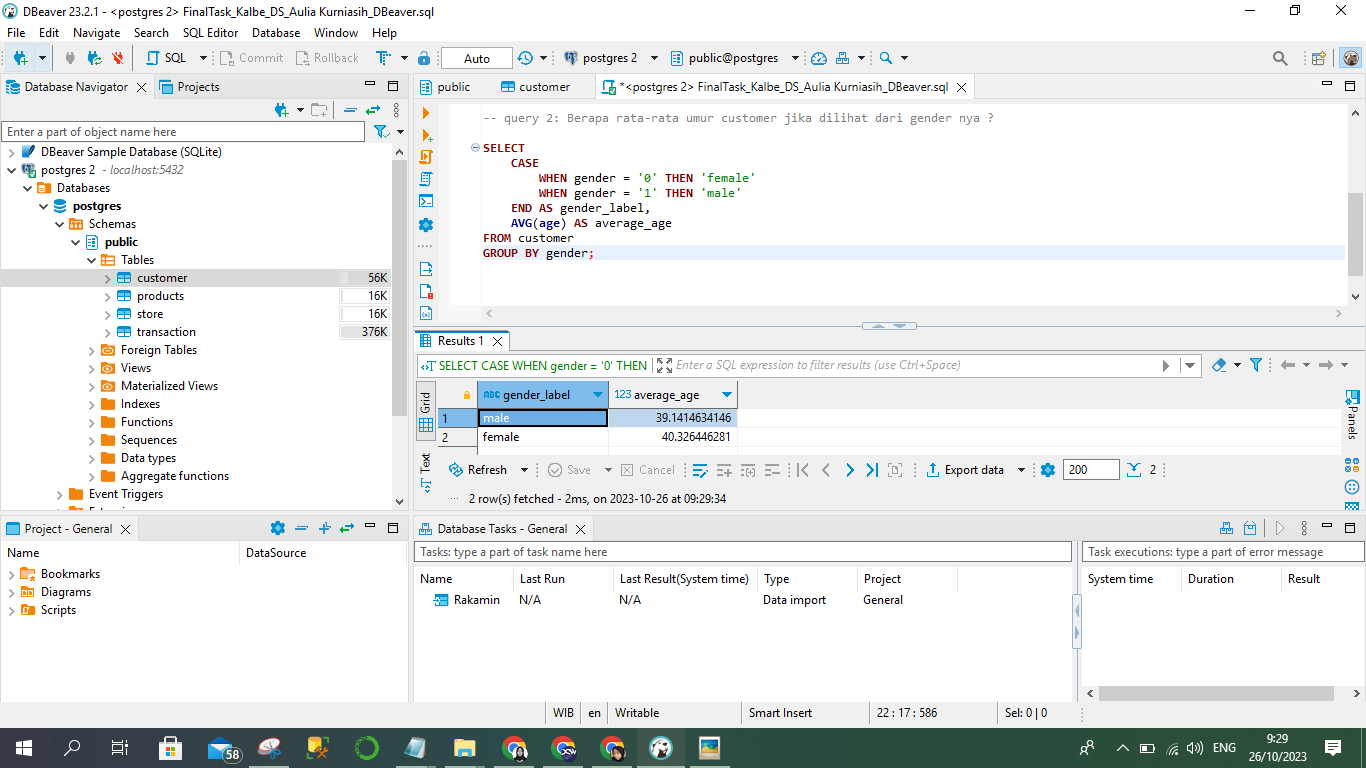 DBeaver 23.2.1 - <postgres 2> FinalTask_Kalbe_DS_Aulia Kurniasih_DBeaver.sql
File Edit Navigate Search SQL Editor Database Window Help
SQL Commit Rollback Auto postgres 2 public@postgres
Database Navigator Projects
Enter a part of object name here
DBeaver Sample Database (SQLite)
postgres 2 - localhost:5432
Databases
postgres
Schemas
public
Tables
customer 56K
products 16K
store 16K
transaction 376K
Foreign Tables
Views
Materialized Views
Indexes
Functions
Sequences
Data types
Aggregate functions
Event Triggers
public customer *<postgres 2> FinalTask_Kalbe_DS_Aulia Kurniasih_DBeaver.sql
-- query 2: Berapa rata-rata umur customer jika dilihat dari gender nya ?
SELECT
CASE
WHEN gender = '0' THEN 'female'
WHEN gender = '1' THEN 'male'
END AS gender_label,
AVG(age) AS average_age
FROM customer
GROUP BY gender;
Results 1
SELECT CASE WHEN gender = '0' THEN Enter a SQL expression to filter results (use Ctrl+Space)
Grid
Text
Panels
ABC gender_label 123 average_age
1 male 39.1414634146
2 female 40.326446281
Refresh Save Cancel Export data 200 2
2 row(s) fetched - 2ms, on 2023-10-26 at 09:29:34
Project - General
Name DataSource
Bookmarks
Diagrams
Scripts
Database Tasks - General
Tasks: type a part of task name here
Name Last Run Last Result(System time) Type Project
Rakamin N/A N/A Data import General
Task executions: type a part of error message
System time Duration Result
WIB en Writable Smart Insert 22 : 17 : 586 Sel: 0 | 0
58
ENG
9:29
26/10/2023